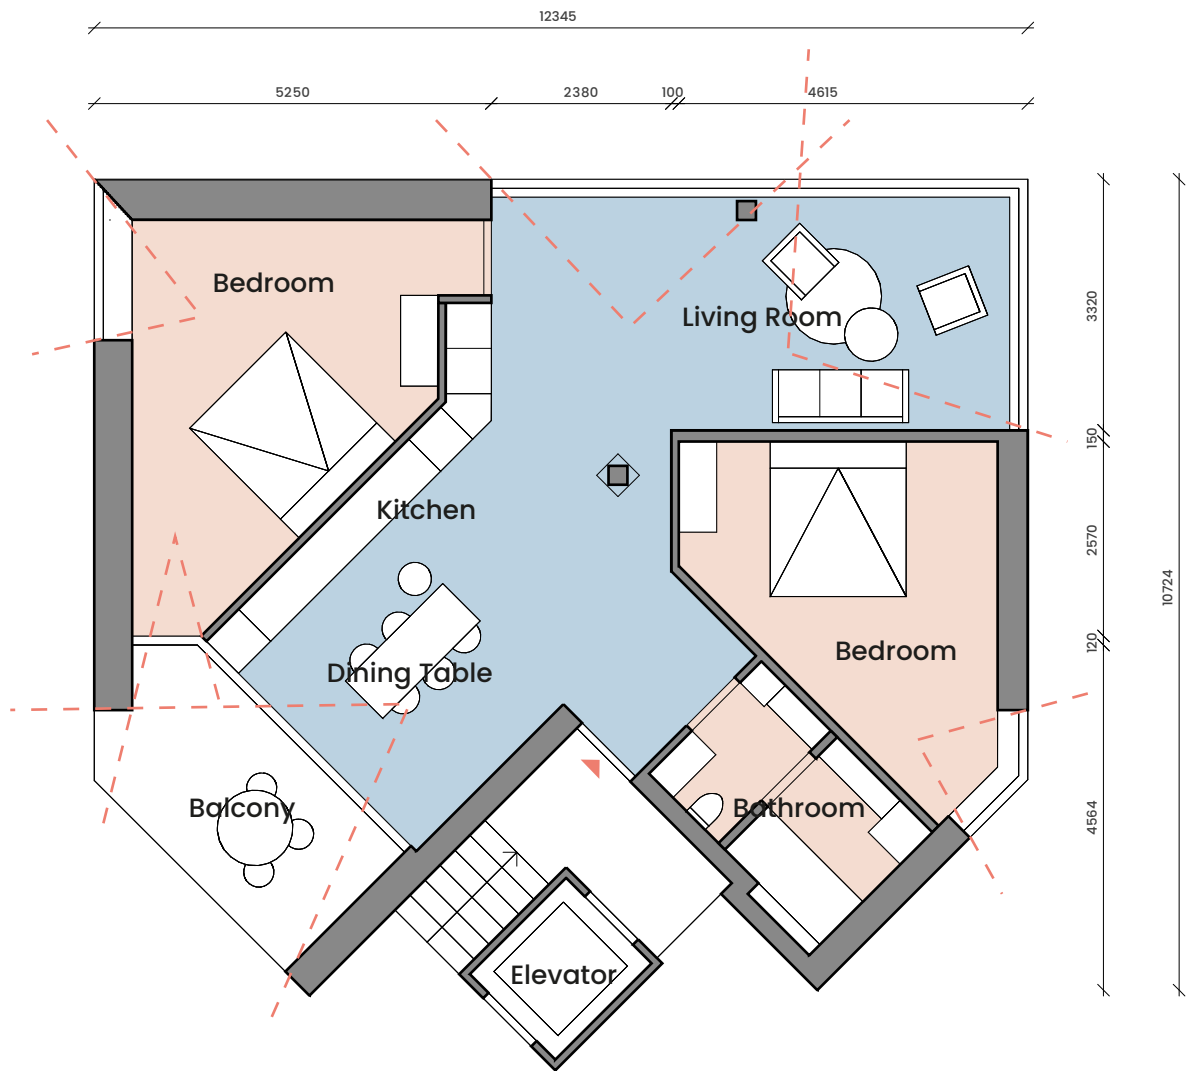 12345
5250
2380
100
4615
Bedroom
Living Room
3320
150
Kitchen
2570
10724
120
Bedroom
Dining Table
Balcony
Bathroom
4564
Elevator